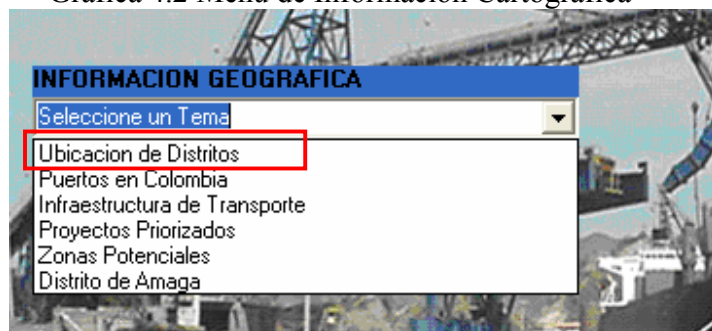 Gráfica 4.2 Menú de Información Cartográfica
INFORMACION GEOGRAFICA
Seleccione un Tema
Ubicacion de Distritos
Puertos en Colombia
Infraestructura de Transporte
Proyectos Priorizados
Zonas Potenciales
Distrito de Amaga